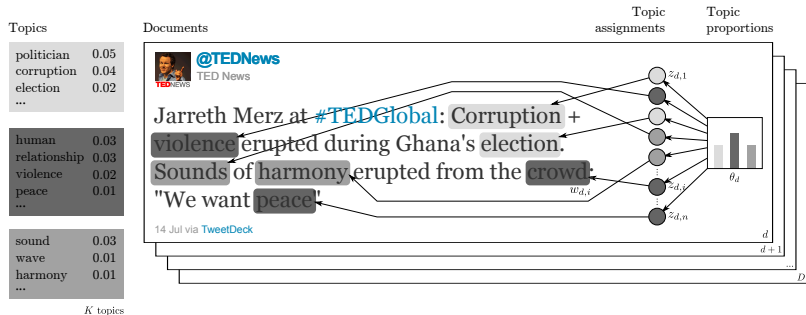 Topics
Documents
Topic assignments
Topic proportions
politician 0.05
corruption 0.04
election 0.02
...
human 0.03
relationship 0.03
violence 0.02
peace 0.01
...
sound 0.03
wave 0.01
harmony 0.01
...
K topics
@TEDNews
TED News
TEDNEWS
Jarreth Merz at #TEDGlobal: Corruption +
violence erupted during Ghana's election.
Sounds of harmony erupted from the crowd:
"We want peace"
14 Jul via TweetDeck
w_{d,i}
z_{d,1}
z_{d,i}
z_{d,n}
θ_d
d
d + 1
...
D